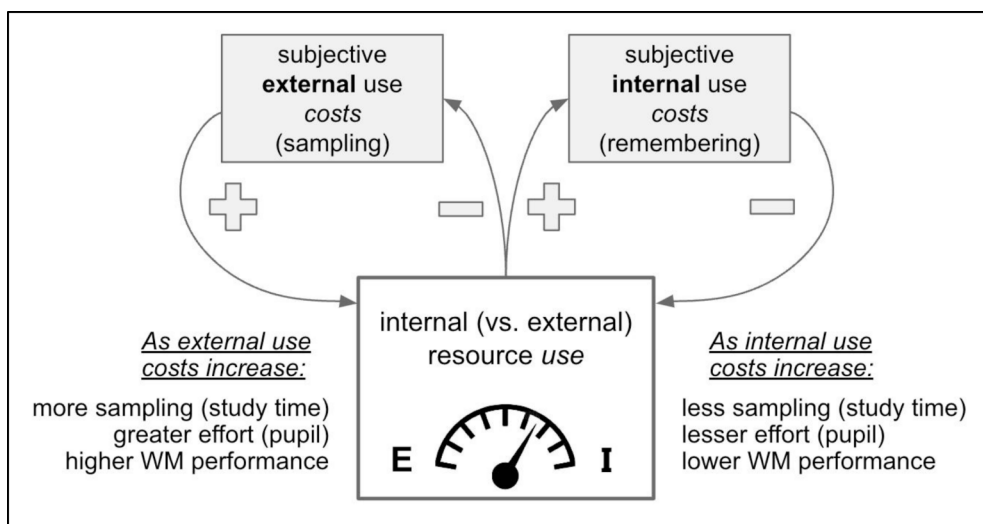 subjective
external use
costs
(sampling)
subjective
internal use
costs
(remembering)
internal (vs. external)
resource use
E
I
As external use
costs increase:
more sampling (study time)
greater effort (pupil)
higher WM performance
As internal use
costs increase:
less sampling (study time)
lesser effort (pupil)
lower WM performance